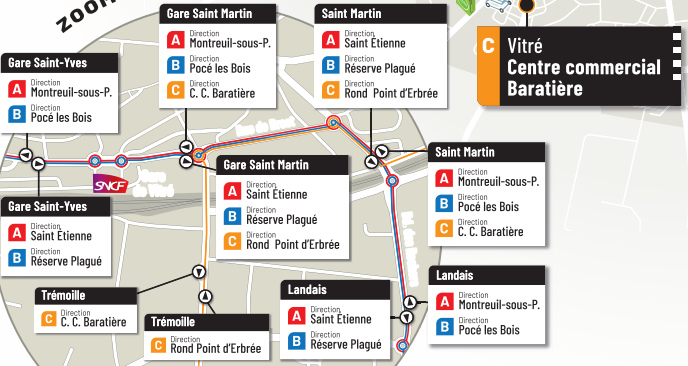 ZOOM
Gare Saint Martin
A Direction
Montreuil-sous-P.
B Direction
Pocé les Bois
C Direction
C. C. Baratière
Saint Martin
A Direction
Saint Étienne
B Direction
Réserve Plagué
C Direction
Rond Point d'Erbrée
C Vitré
Centre commercial
Baratière
Gare Saint-Yves
A Direction
Montreuil-sous-P.
B Direction
Pocé les Bois
SNCF
Gare Saint Martin
A Direction
Saint Étienne
B Direction
Réserve Plagué
C Direction
Rond Point d'Erbrée
Saint Martin
A Direction
Montreuil-sous-P.
B Direction
Pocé les Bois
C Direction
C. C. Baratière
Gare Saint-Yves
A Direction
Saint Étienne
B Direction
Réserve Plagué
Trémoille
C Direction
C. C. Baratière
Trémoille
C Direction
Rond Point d'Erbrée
Landais
A Direction
Saint Étienne
B Direction
Réserve Plagué
Landais
A Direction
Montreuil-sous-P.
B Direction
Pocé les Bois